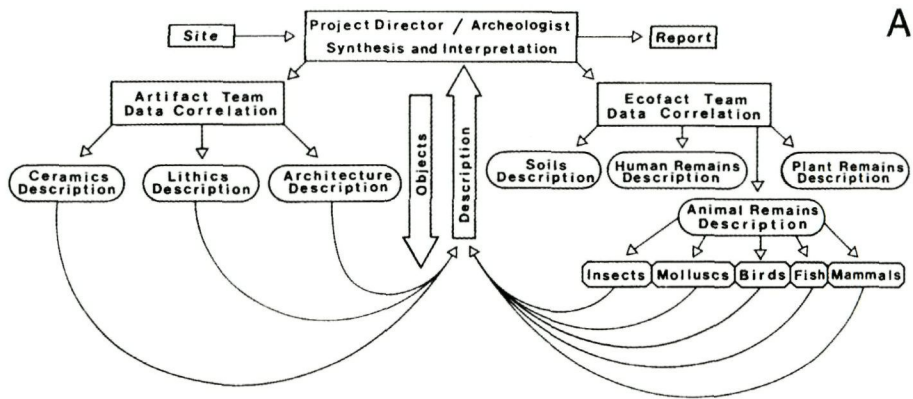 A
Site
Project Director / Archeologist
Synthesis and Interpretation
Report
Artifact Team
Data Correlation
Ecofact Team
Data Correlation
Objects
Description
Ceramics
Description
Lithics
Description
Architecture
Description
Soils
Description
Human Remains
Description
Plant Remains
Description
Animal Remains
Description
Insects
Molluscs
Birds
Fish
Mammals